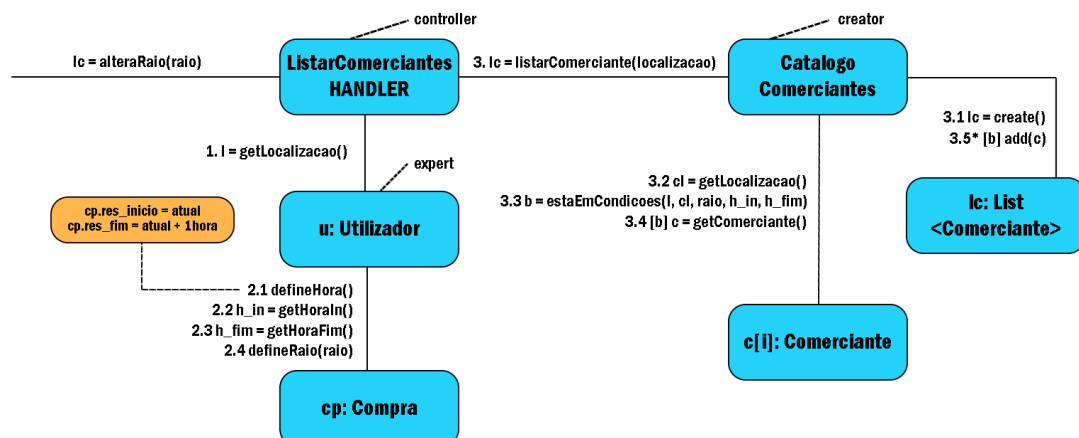 controller
creator
lc = alteraRaio(raio)
ListarComerciantes
HANDLER
3. lc = listarComerciante(localizacao)
Catalogo
Comerciantes
3.1 lc = create()
3.5* [b] add(c)
1. l = getLocalizacao()
expert
cp.res_inicio = atual
cp.res_fim = atual + 1hora
u: Utilizador
3.2 cl = getLocalizacao()
3.3 b = estaEmCondicoes(l, cl, raio, h_in, h_fim)
3.4 [b] c = getComerciante()
lc: List
<Comerciante>
2.1 defineHora()
2.2 h_in = getHoraIn()
2.3 h_fim = getHoraFim()
2.4 defineRaio(raio)
c[i]: Comerciante
cp: Compra